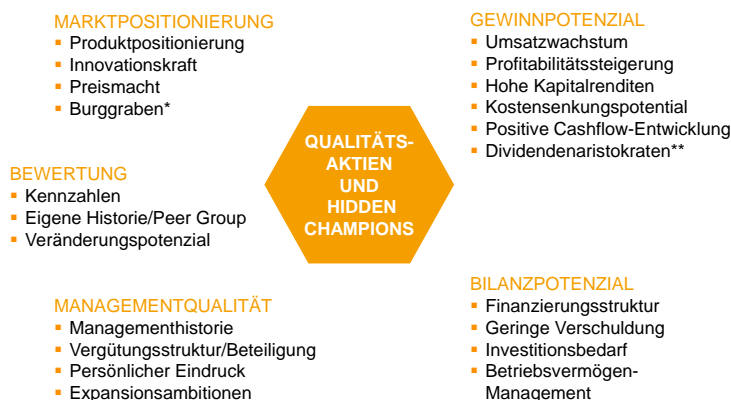 MARKTPOSITIONIERUNG
▪ Produktpositionierung
▪ Innovationskraft
▪ Preismacht
▪ Burggraben*
GEWINNPOTENZIAL
▪ Umsatzwachstum
▪ Profitabilitätssteigerung
▪ Hohe Kapitalrenditen
▪ Kostensenkungspotential
▪ Positive Cashflow-Entwicklung
▪ Dividendenaristokraten**
QUALITÄTS-
AKTIEN
UND
HIDDEN
CHAMPIONS
BEWERTUNG
▪ Kennzahlen
▪ Eigene Historie/Peer Group
▪ Veränderungspotenzial
MANAGEMENTQUALITÄT
▪ Managementhistorie
▪ Vergütungsstruktur/Beteiligung
▪ Persönlicher Eindruck
▪ Expansionsambitionen
BILANZPOTENZIAL
▪ Finanzierungsstruktur
▪ Geringe Verschuldung
▪ Investitionsbedarf
▪ Betriebsvermögen-
Management